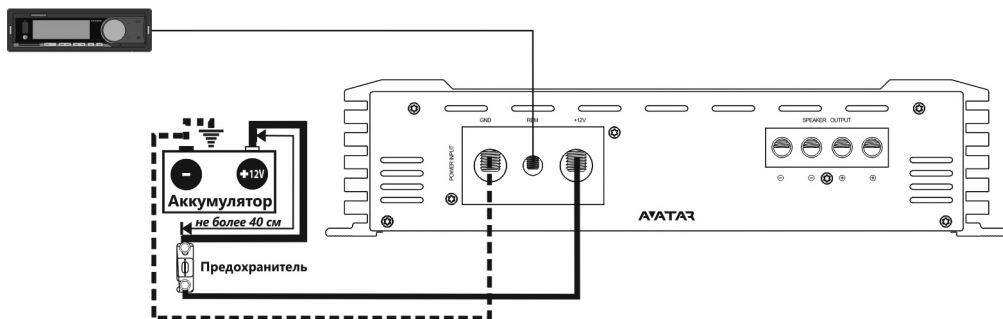 GND
REM
+12V
SPEAKER OUTPUT
POWER INPUT
-
+12V
Аккумулятор
не более 40 см
Предохранитель
AVATAR